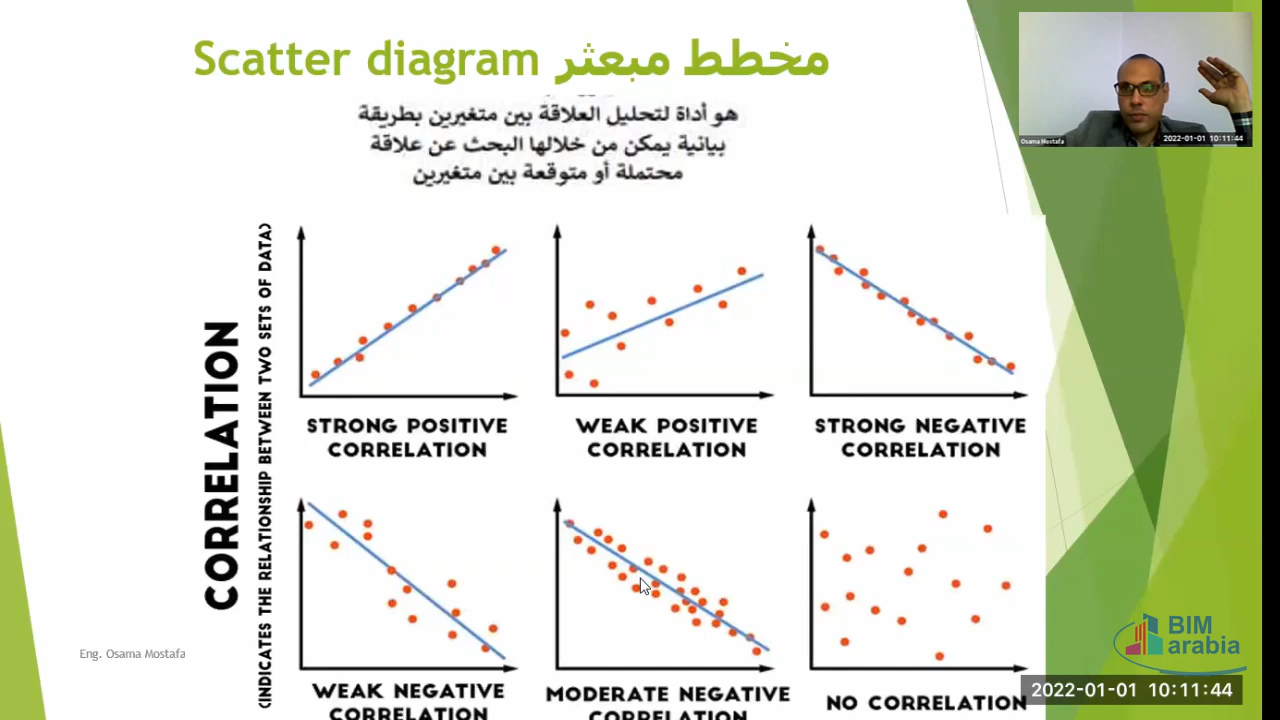 Scatter diagram مخطط مبعثر
هو أداة لتحليل العلاقة بين متغيرين بطريقة
بيانية يمكن من خلالها البحث عن علاقة
محتملة أو متوقعة بين متغيرين
CORRELATION
(INDICATES THE RELATIONSHIP BETWEEN TWO SETS OF DATA)
STRONG POSITIVE
CORRELATION
WEAK POSITIVE
CORRELATION
STRONG NEGATIVE
CORRELATION
WEAK NEGATIVE
CORRELATION
MODERATE NEGATIVE
CORRELATION
NO CORRELATION
Eng. Osama Mostafa
BIM
arabia
Osama Mostafa
2022-01-01 10:11:44
2022-01-01 10:11:44